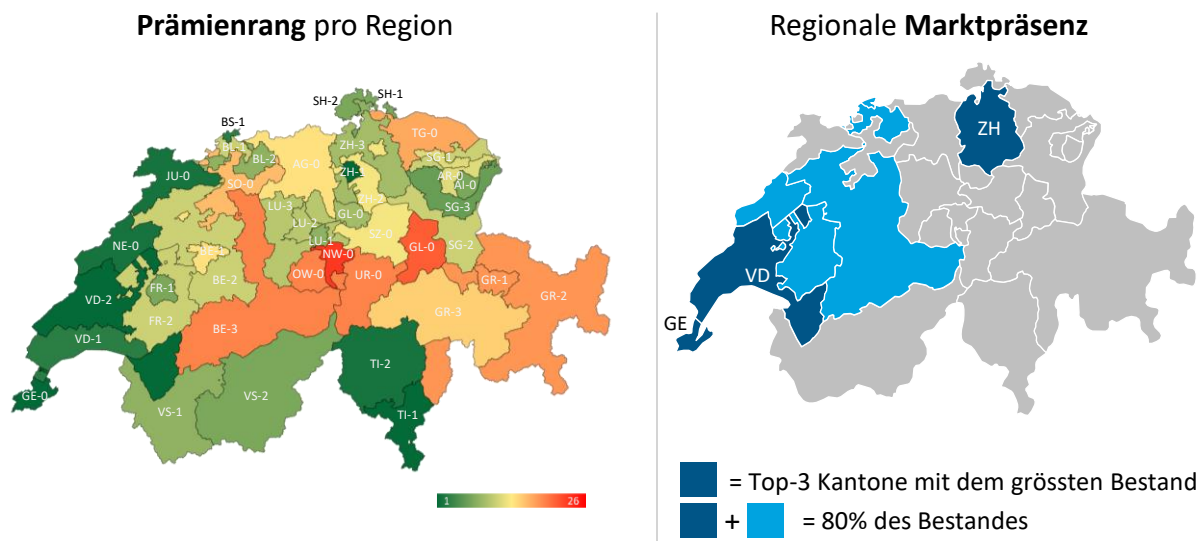 Prämienrang pro Region
SH-2
SH-1
BS-1
TG-0
BL-1
BL-2
ZH-3
AG-0
SG-1
ZH-1
AR-0
AI-0
JU-0
SO-0
ZH-2
SG-3
LU-3
GL-0
LU-2
SZ-0
LU-1
NE-0
NW-0
GL-0
SG-2
OW-0
UR-0
GR-1
BE-2
FR-1
VD-2
GR-2
GR-3
FR-2
BE-3
VD-1
TI-2
GE-0
VS-2
VS-1
TI-1
1
26
Regionale Marktpräsenz
ZH
VD
GE
= Top-3 Kantone mit dem grössten Bestand
+ = 80% des Bestandes